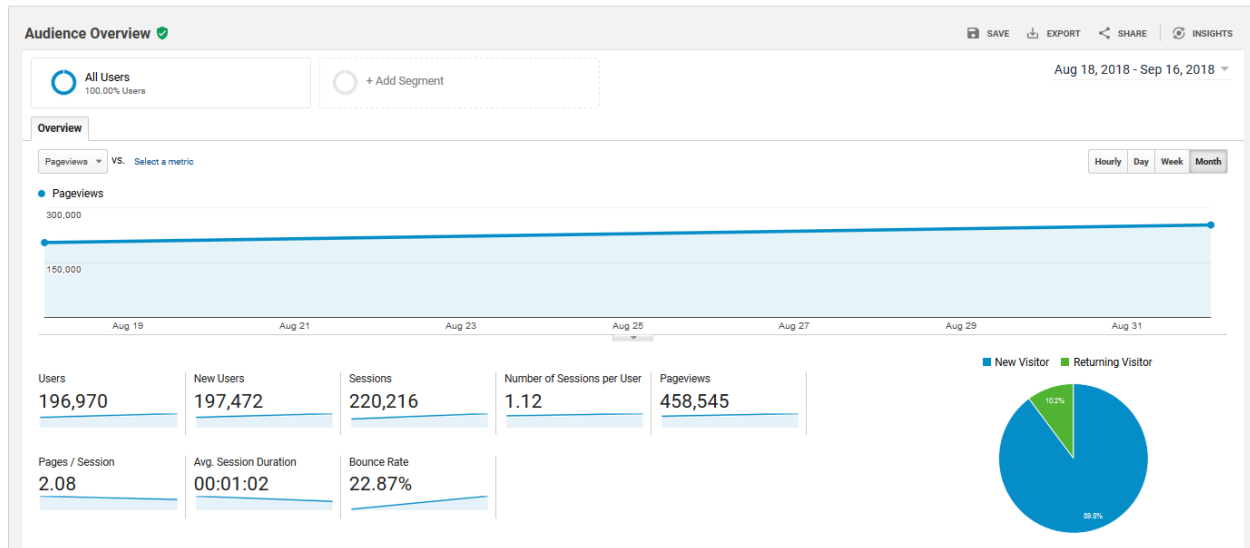 Audience Overview
SAVE EXPORT SHARE INSIGHTS
All Users
100.00% Users
+ Add Segment
Aug 18, 2018 - Sep 16, 2018
Overview
Pageviews VS. Select a metric
Hourly Day Week Month
Pageviews
300,000
150,000
Aug 19 Aug 21 Aug 23 Aug 25 Aug 27 Aug 29 Aug 31
New Visitor Returning Visitor
Users New Users Sessions Number of Sessions per User Pageviews
196,970 197,472 220,216 1.12 458,545
10.2%
Pages / Session Avg. Session Duration Bounce Rate
2.08 00:01:02 22.87%
89.8%